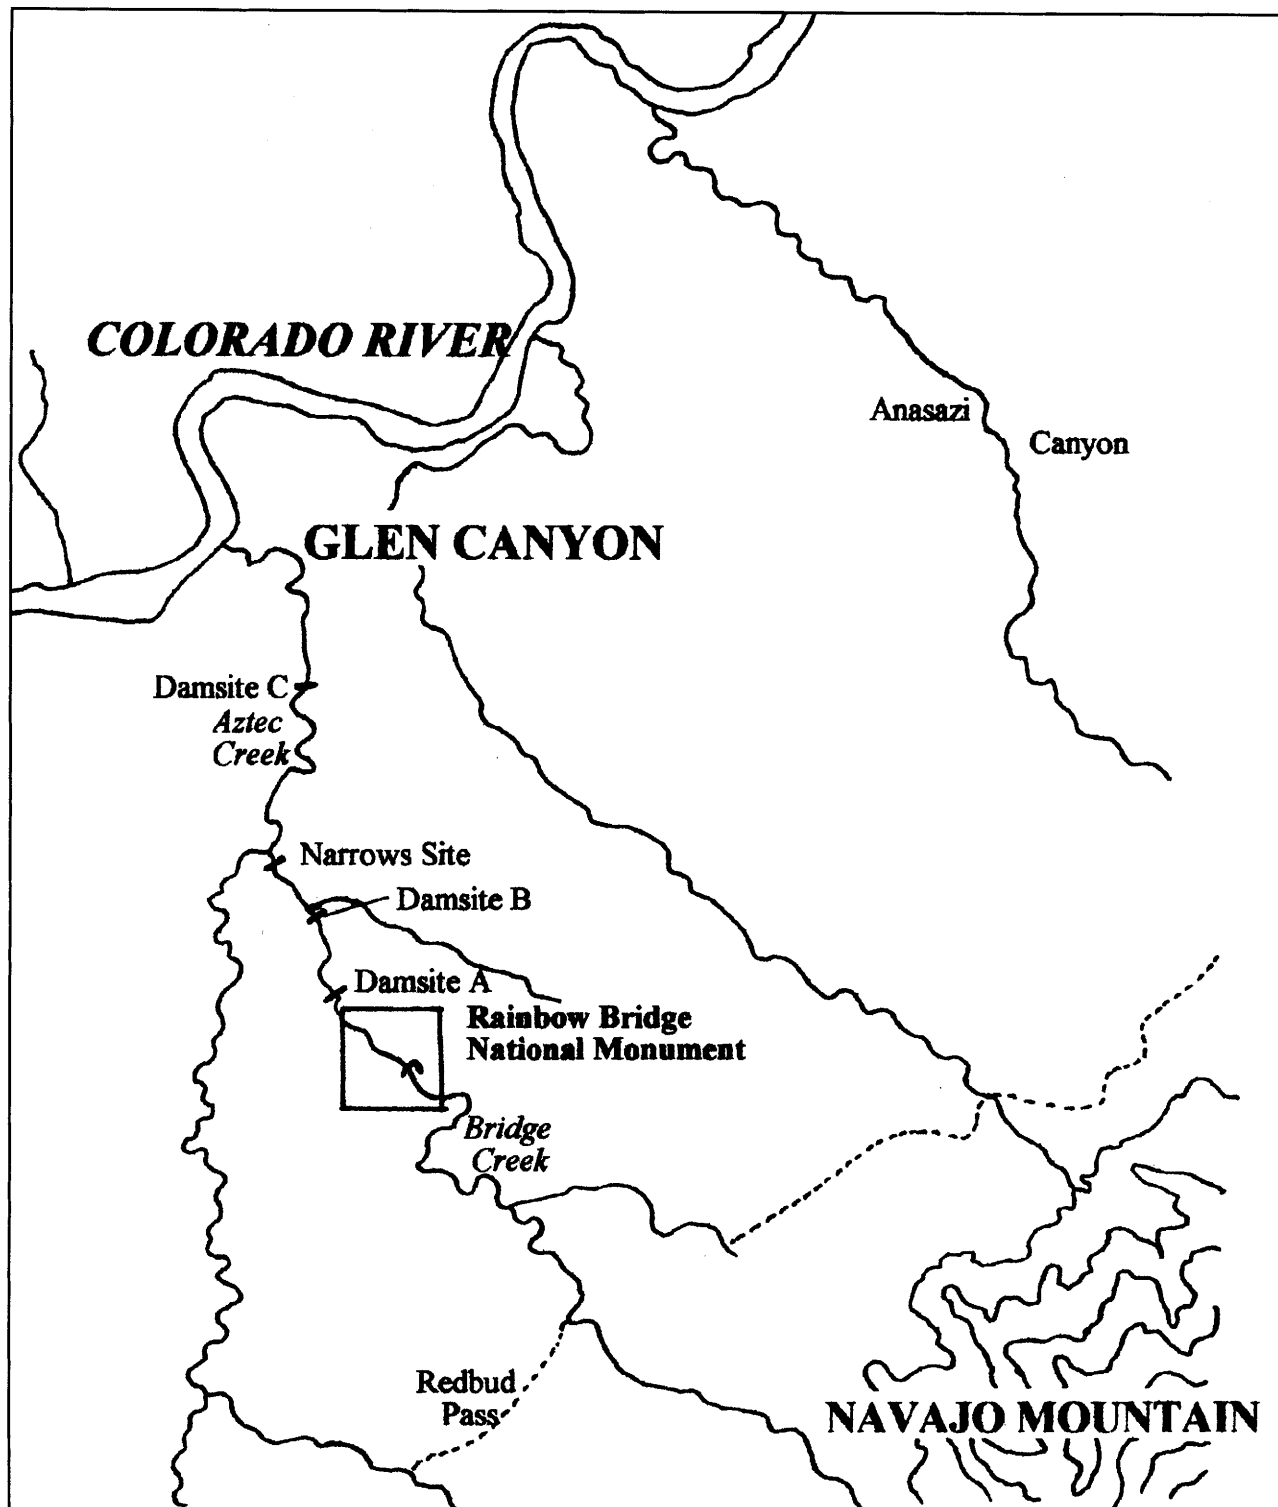 COLORADO RIVER
Anasazi
Canyon
GLEN CANYON
Damsite C
Aztec
Creek
Narrows Site
Damsite B
Damsite A
Rainbow Bridge
National Monument
Bridge
Creek
Redbud
Pass
NAVAJO MOUNTAIN